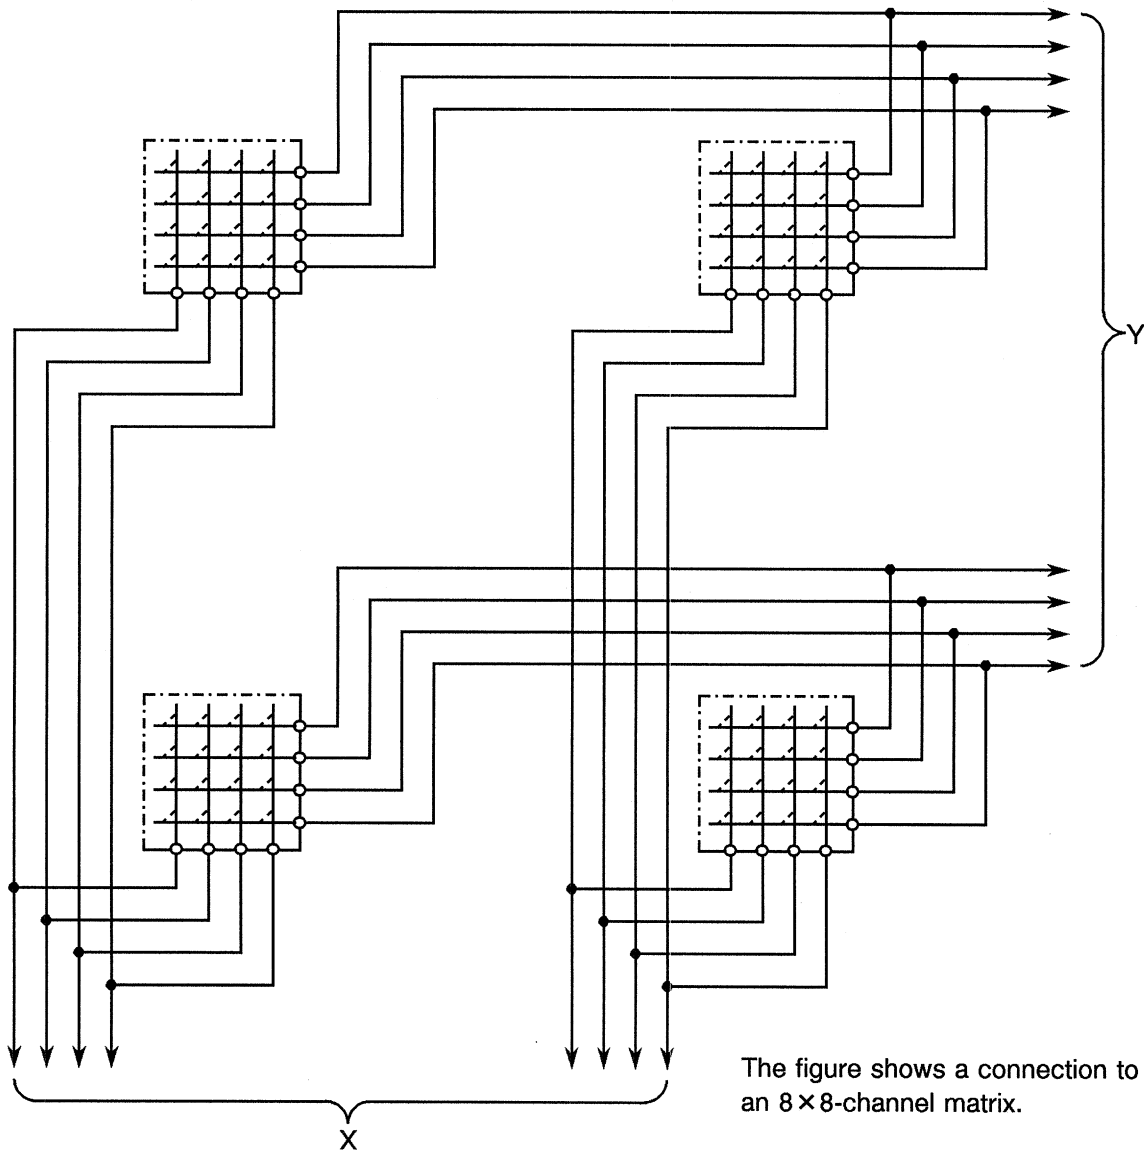 Y
The figure shows a connection to
an 8×8-channel matrix.
X